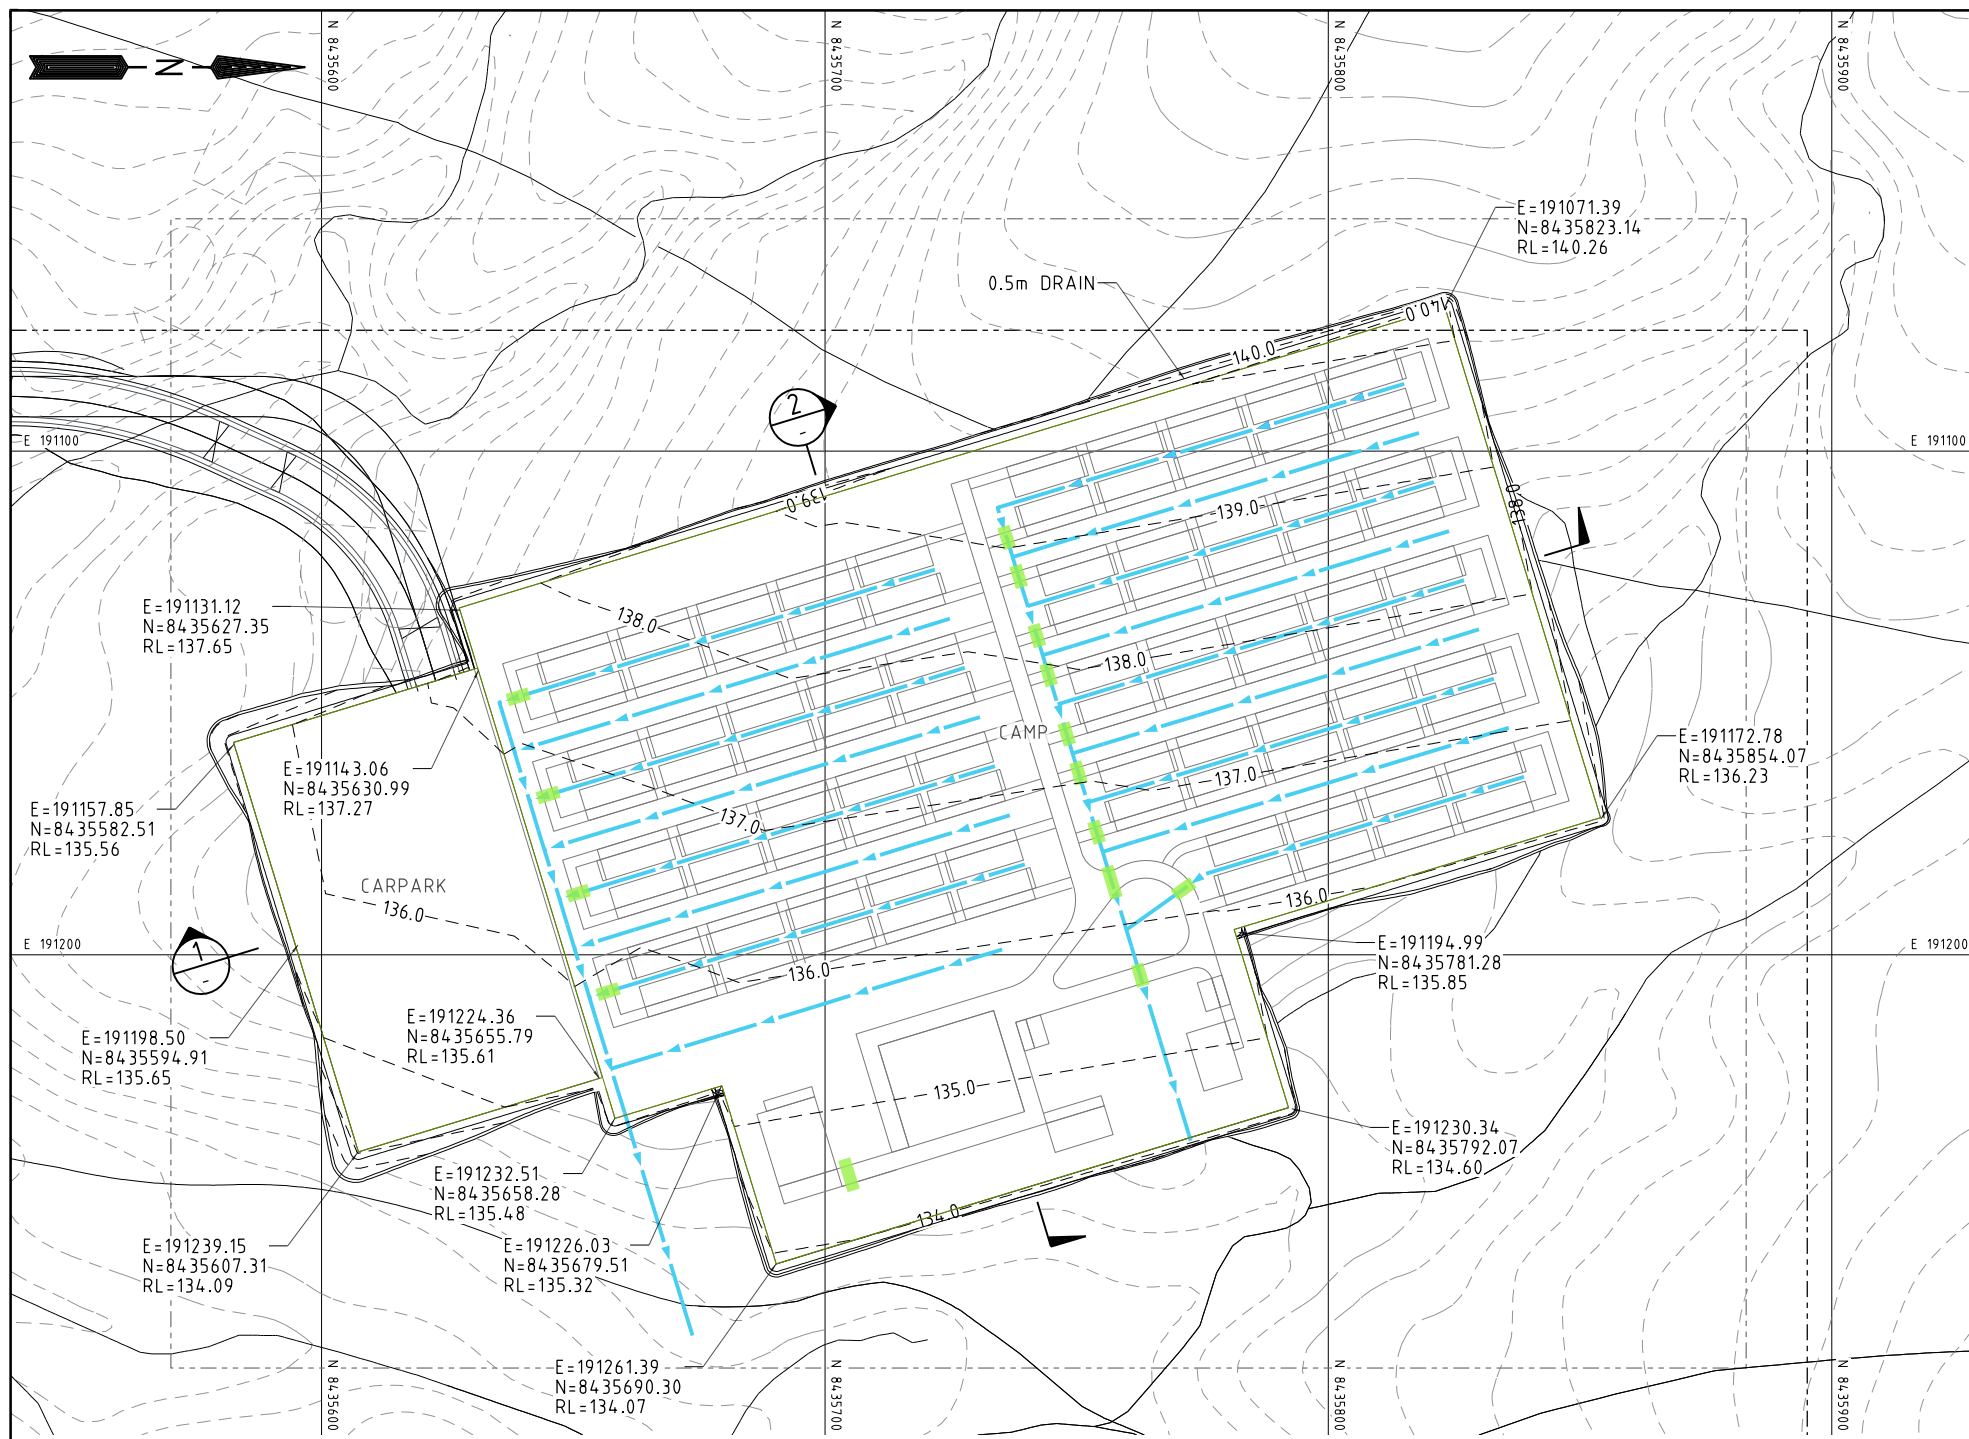 N
N 8435600
N 8435700
N 8435800
N 8435900
E=191071.39
N=8435823.14
RL=140.26
0.5m DRAIN
140.0
140.0
E 191100
E 191100
2
-
139.0
139.0
138.0
E=191131.12
N=8435627.35
RL=137.65
138.0
138.0
CAMP
E=191172.78
N=8435854.07
RL=136.23
E=191143.06
N=8435630.99
RL=137.27
137.0
137.0
E=191157.85
N=8435582.51
RL=135.56
CARPARK
136.0
136.0
136.0
E 191200
E 191200
1
-
E=191194.99
N=8435781.28
RL=135.85
E=191224.36
N=8435655.79
RL=135.61
E=191198.50
N=8435594.91
RL=135.65
135.0
E=191230.34
N=8435792.07
RL=134.60
E=191232.51
N=8435658.28
RL=135.48
134.0
E=191239.15
N=8435607.31
RL=134.09
E=191226.03
N=8435679.51
RL=135.32
E=191261.39
N=8435690.30
RL=134.07
N 8435600
N 8435700
N 8435800
N 8435900